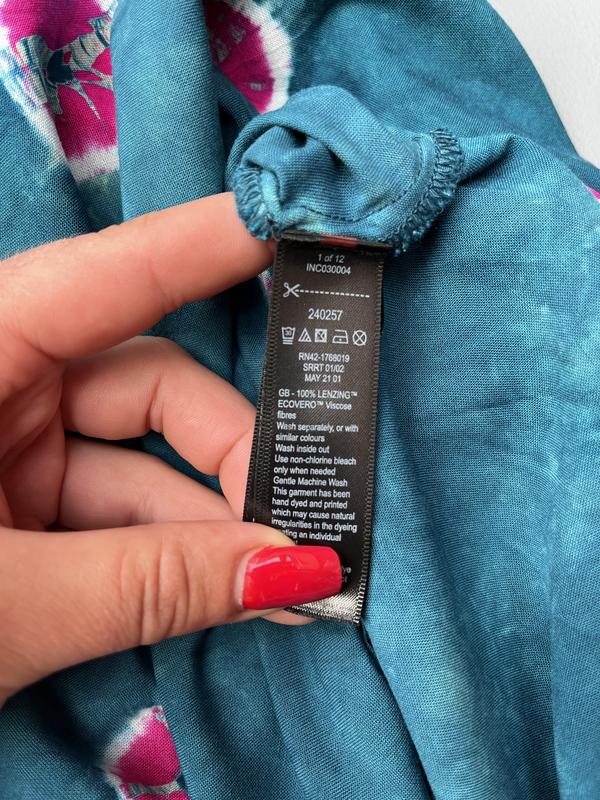 1 of 12
INC030004
240257
30
RN42-1766019
SRRT 01/02
MAY 21 01
GB - 100% LENZING™
ECOVERO™ Viscose
fibres
Wash separately, or with
similar colours
Wash inside out
Use non-chlorine bleach
only when needed
Gentle Machine Wash
This garment has been
hand dyed and printed
which may cause natural
irregularities in the dyeing
an individual